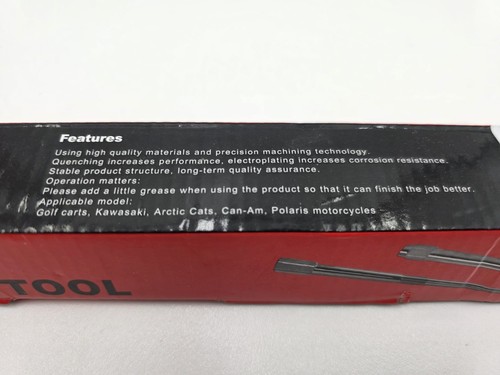 Features
Using high quality materials and precision machining technology.
Quenching increases performance, electroplating increases corrosion resistance.
Stable product structure, long-term quality assurance.
Operation matters:
Please add a little grease when using the product so that it can finish the job better.
Applicable model:
Golf carts, Kawasaki, Arctic Cats, Can-Am, Polaris motorcycles
TOOL